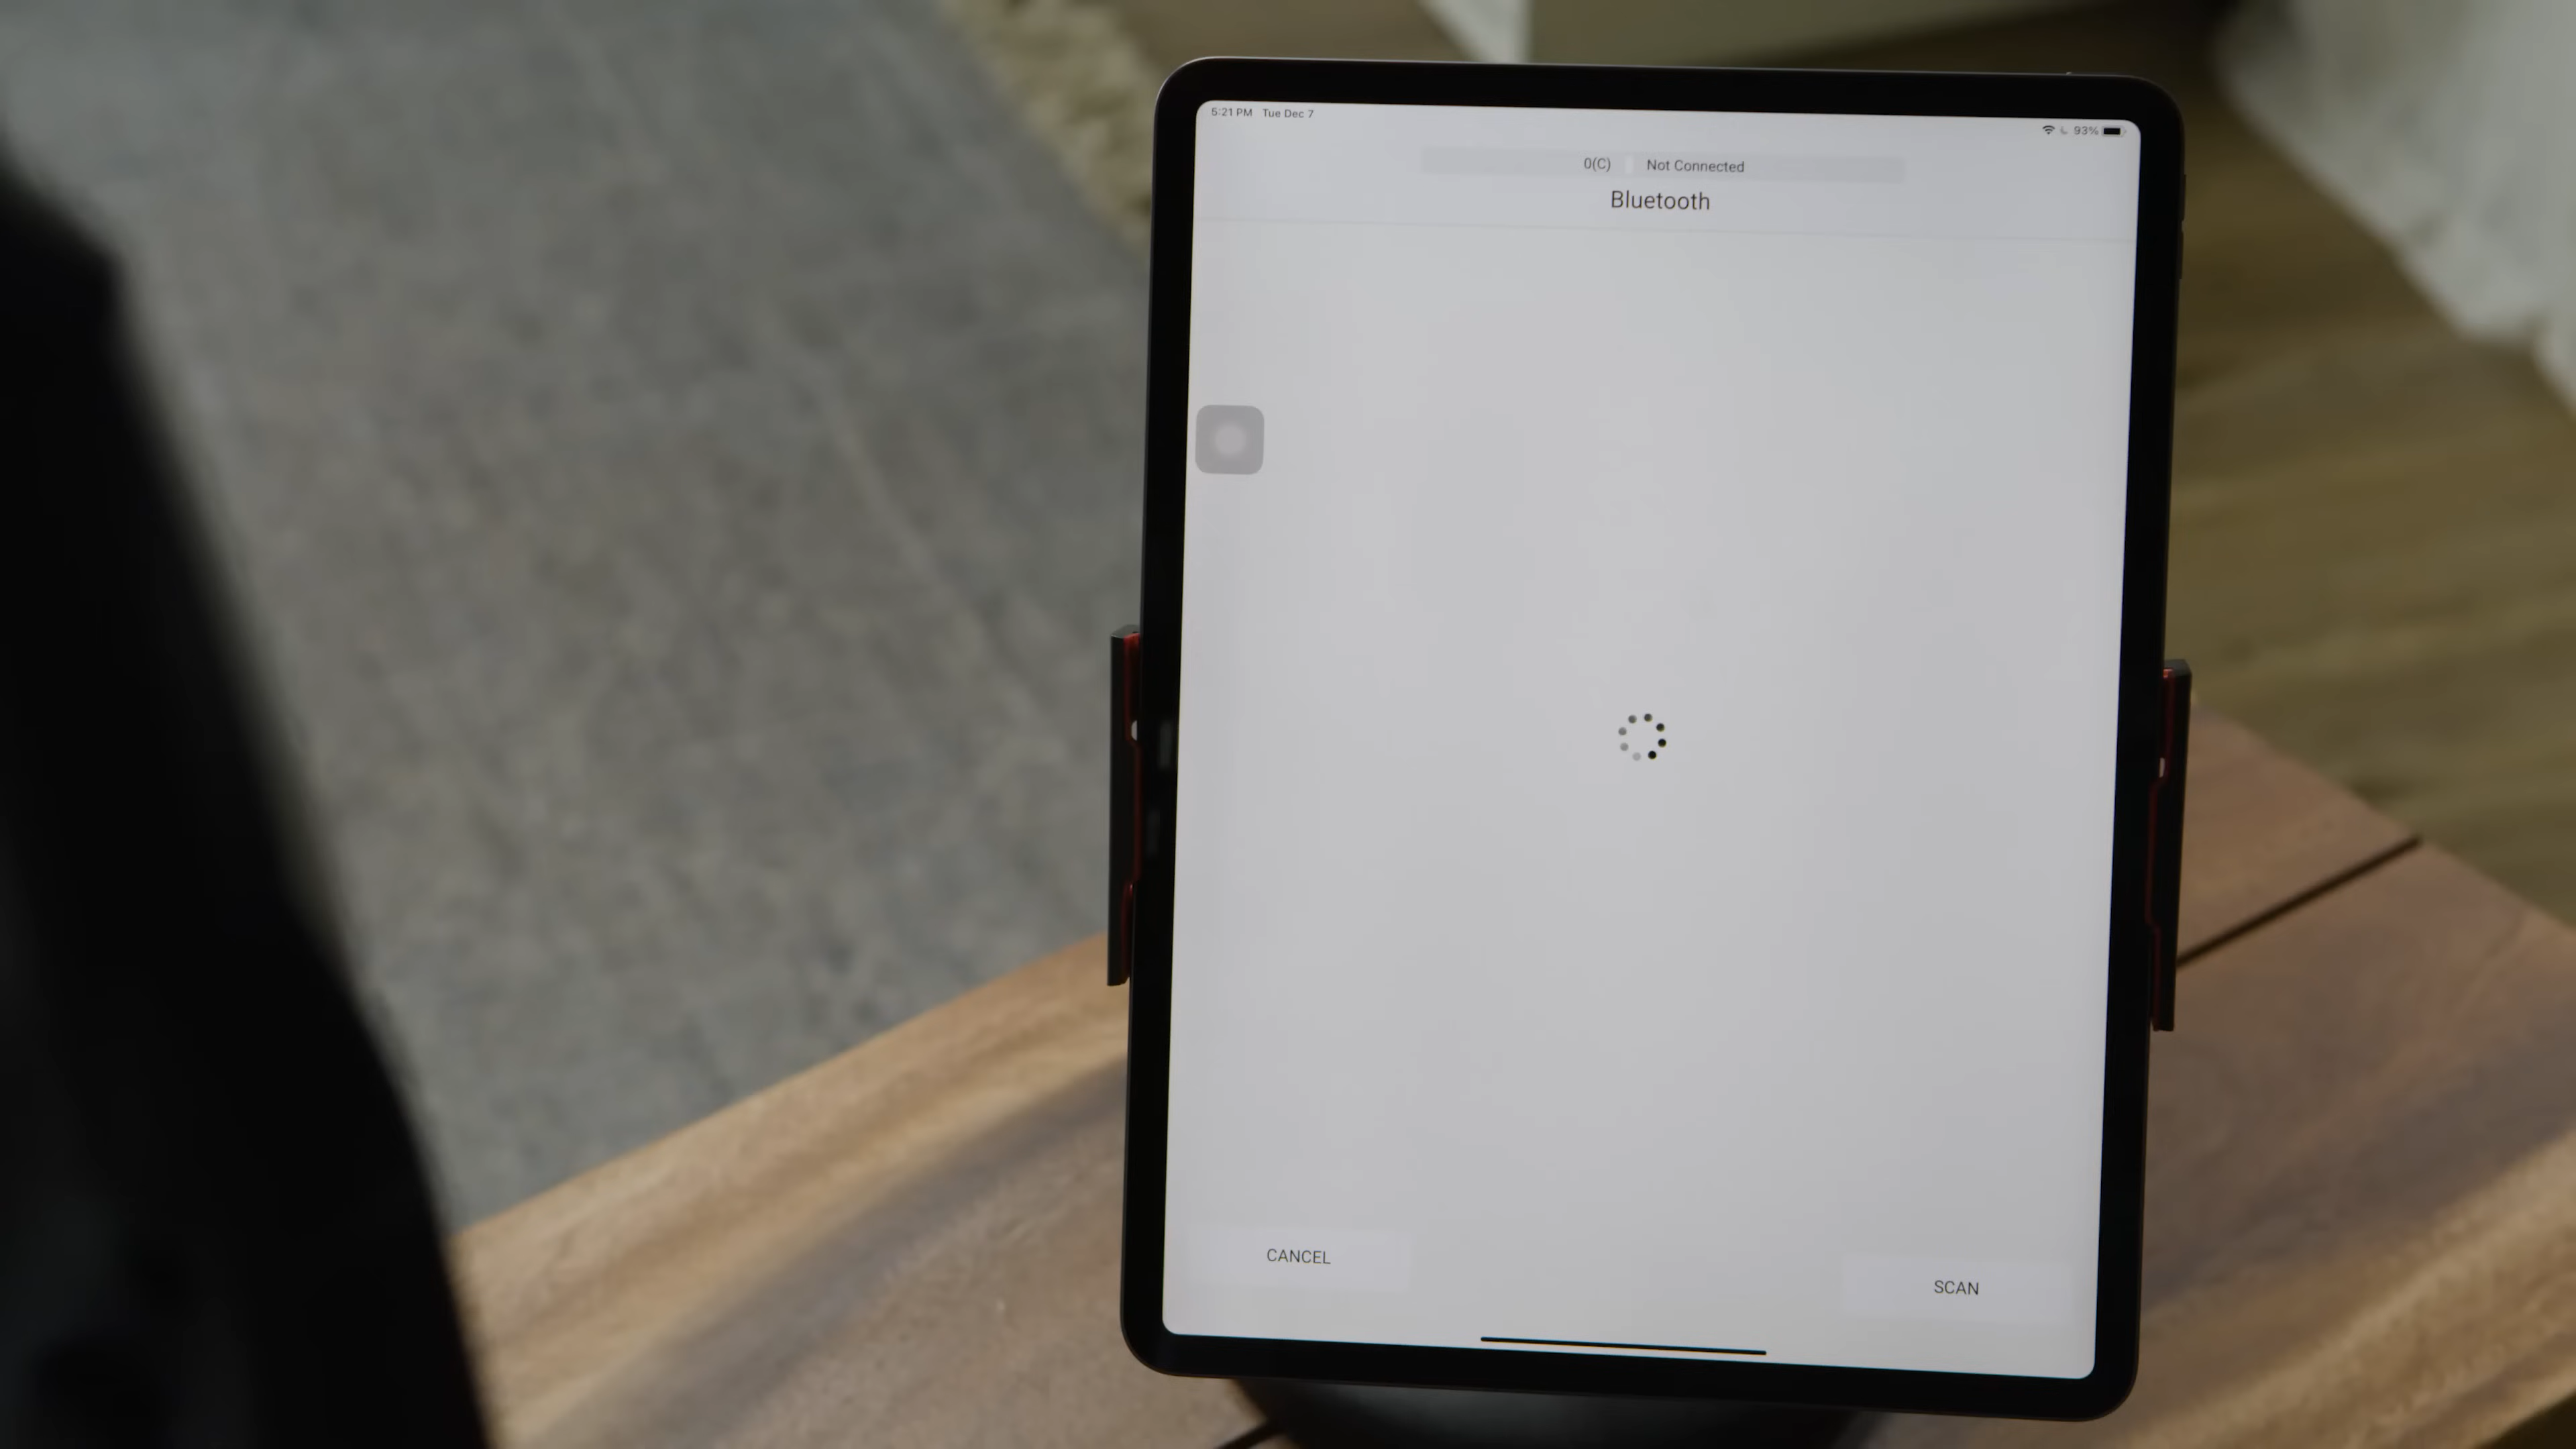 5:21 PM Tue Dec 7
93%
0(C) Not Connected
Bluetooth
CANCEL
SCAN